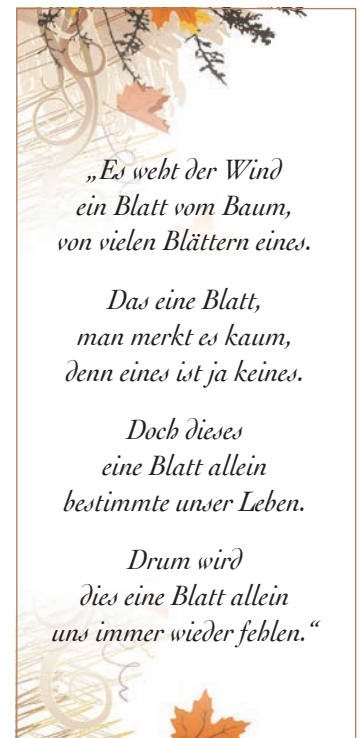 „Es weht der Wind
ein Blatt vom Baum,
von vielen Blättern eines.
Das eine Blatt,
man merkt es kaum,
denn eines ist ja keines.
Doch dieses
eine Blatt allein
bestimmte unser Leben.
Drum wird
dies eine Blatt allein
uns immer wieder fehlen.“